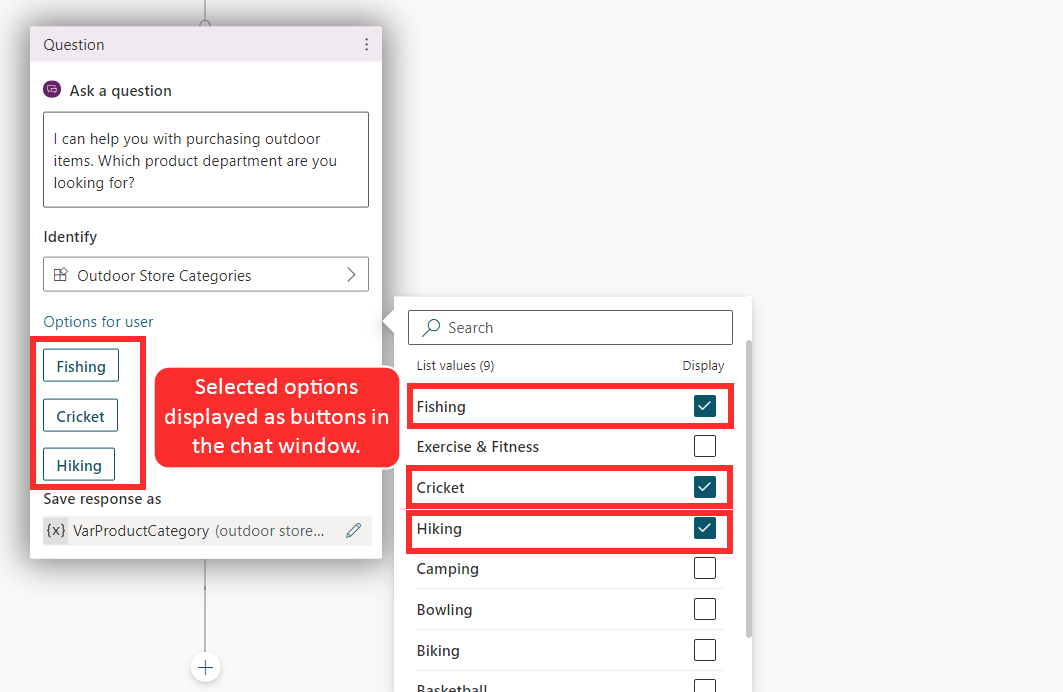 Question
Ask a question
I can help you with purchasing outdoor
items. Which product department are you
looking for?
Identify
Outdoor Store Categories
Options for user
Fishing
Cricket
Hiking
Selected options
displayed as buttons in
the chat window.
Save response as
{x} VarProductCategory (outdoor store...
Search
List values (9) Display
Fishing
Exercise & Fitness
Cricket
Hiking
Camping
Bowling
Biking
Basketball